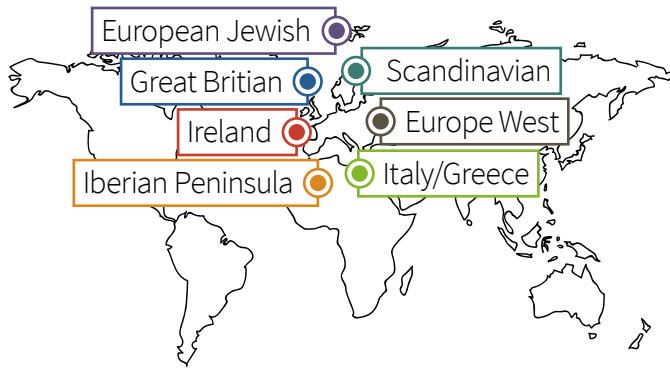 European Jewish
Great Britian
Scandinavian
Ireland
Europe West
Iberian Peninsula
Italy/Greece